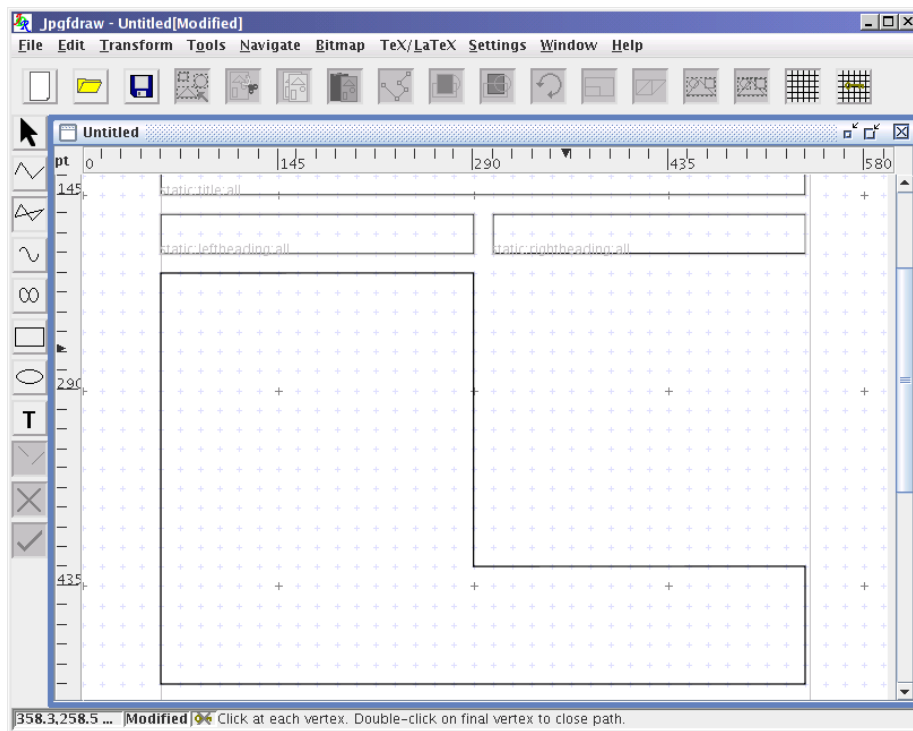 Jpgfdraw - Untitled[Modified]
File Edit Transform Tools Navigate Bitmap TeX/LaTeX Settings Window Help
Untitled
pt 0 145 290 435 580
145
static:title:all
static:leftheading:all static:rightheading:all
290
T
435
358.3,258.5 ... Modified Click at each vertex. Double-click on final vertex to close path.